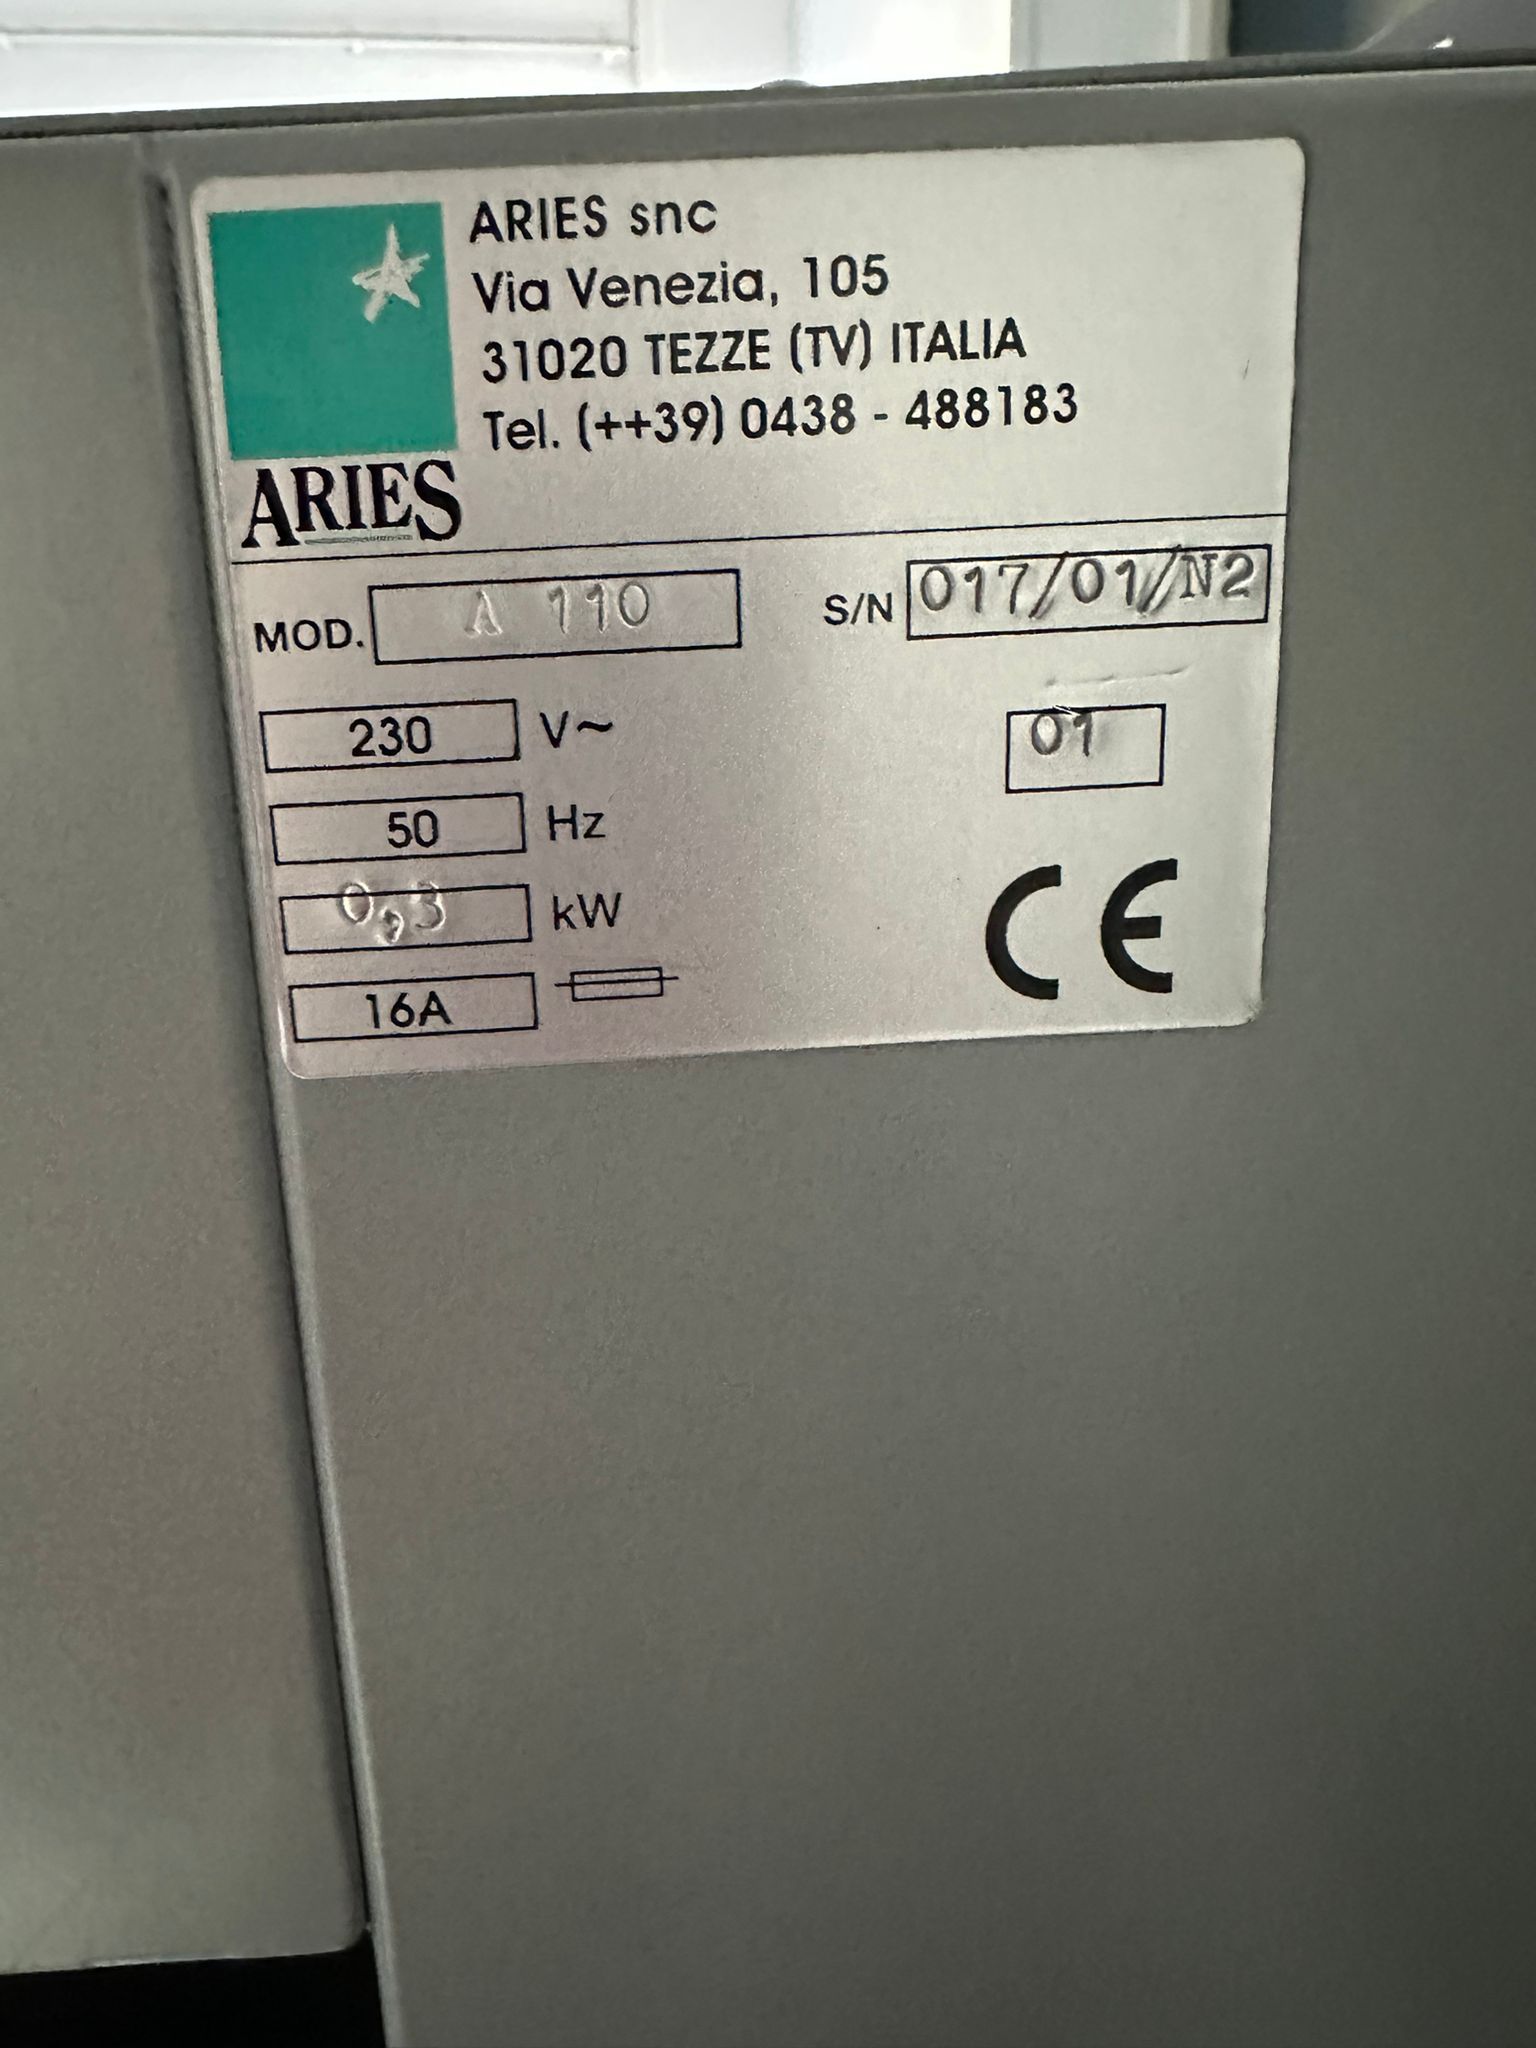 ARIES snc
Via Venezia, 105
31020 TEZZE (TV) ITALIA
Tel. (++39) 0438 - 488183
ARIES
MOD. A 110
S/N 017/01/N2
230 V~
01
50 Hz
0,3 kW
CE
16A